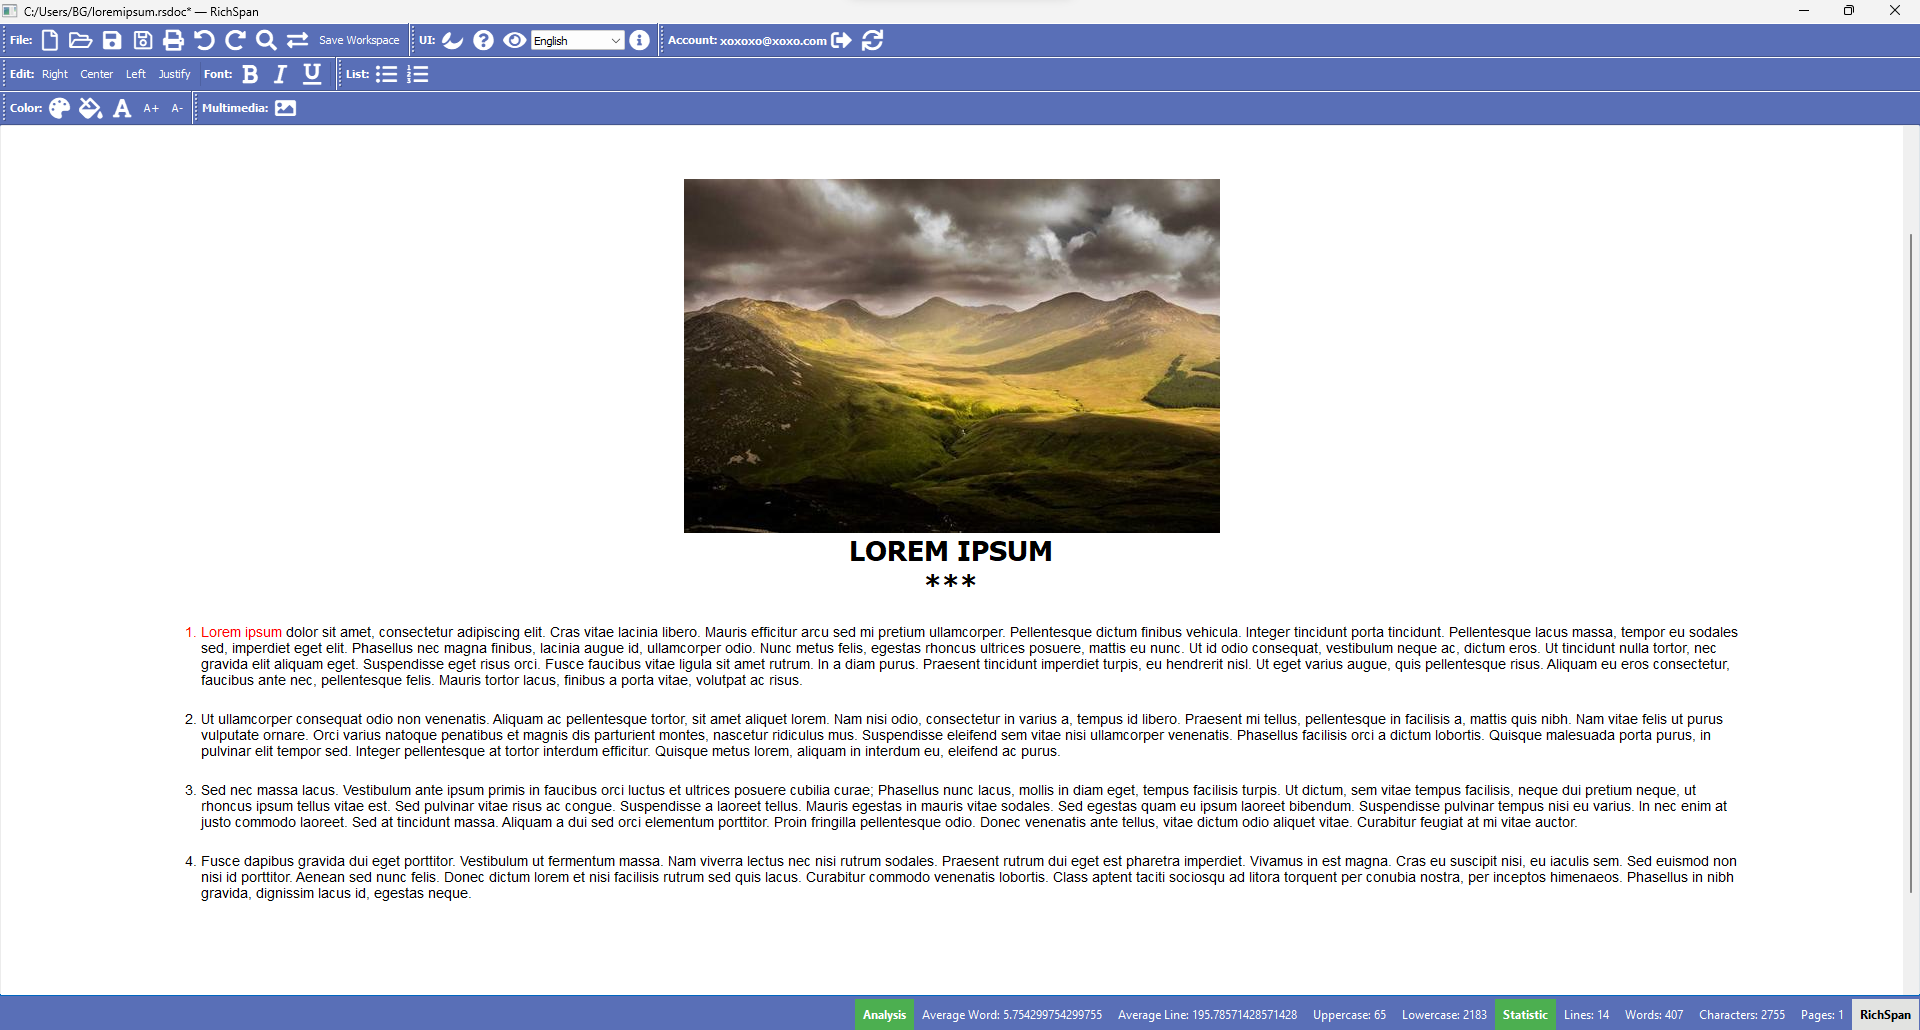 C:/Users/BG/loremipsum.rsdoc* — RichSpan
File: Save Workspace UI: English Account: xoxoxo@xoxo.com
Edit: Right Center Left Justify Font: B I U List:
Color: A A+ A- Multimedia:
LOREM IPSUM
***
1. Lorem ipsum dolor sit amet, consectetur adipiscing elit. Cras vitae lacinia libero. Mauris efficitur arcu sed mi pretium ullamcorper. Pellentesque dictum finibus vehicula. Integer tincidunt porta tincidunt. Pellentesque lacus massa, tempor eu sodales
sed, imperdiet eget elit. Phasellus nec magna finibus, lacinia augue id, ullamcorper odio. Nunc metus felis, egestas rhoncus ultrices posuere, mattis eu nunc. Ut id odio consequat, vestibulum neque ac, dictum eros. Ut tincidunt nulla tortor, nec
gravida elit aliquam eget. Suspendisse eget risus orci. Fusce faucibus vitae ligula sit amet rutrum. In a diam purus. Praesent tincidunt imperdiet turpis, eu hendrerit nisl. Ut eget varius augue, quis pellentesque risus. Aliquam eu eros consectetur,
faucibus ante nec, pellentesque felis. Mauris tortor lacus, finibus a porta vitae, volutpat ac risus.
2. Ut ullamcorper consequat odio non venenatis. Aliquam ac pellentesque tortor, sit amet aliquet lorem. Nam nisi odio, consectetur in varius a, tempus id libero. Praesent mi tellus, pellentesque in facilisis a, mattis quis nibh. Nam vitae felis ut purus
vulputate ornare. Orci varius natoque penatibus et magnis dis parturient montes, nascetur ridiculus mus. Suspendisse eleifend sem vitae nisi ullamcorper venenatis. Phasellus facilisis orci a dictum lobortis. Quisque malesuada porta purus, in
pulvinar elit tempor sed. Integer pellentesque at tortor interdum efficitur. Quisque metus lorem, aliquam in interdum eu, eleifend ac purus.
3. Sed nec massa lacus. Vestibulum ante ipsum primis in faucibus orci luctus et ultrices posuere cubilia curae; Phasellus nunc lacus, mollis in diam eget, tempus facilisis turpis. Ut dictum, sem vitae tempus facilisis, neque dui pretium neque, ut
rhoncus ipsum tellus vitae est. Sed pulvinar vitae risus ac congue. Suspendisse a laoreet tellus. Mauris egestas in mauris vitae sodales. Sed egestas quam eu ipsum laoreet bibendum. Suspendisse pulvinar tempus nisi eu varius. In nec enim at
justo commodo laoreet. Sed at tincidunt massa. Aliquam a dui sed orci elementum porttitor. Proin fringilla pellentesque odio. Donec venenatis ante tellus, vitae dictum odio aliquet vitae. Curabitur feugiat at mi vitae auctor.
4. Fusce dapibus gravida dui eget porttitor. Vestibulum ut fermentum massa. Nam viverra lectus nec nisi rutrum sodales. Praesent rutrum dui eget est pharetra imperdiet. Vivamus in est magna. Cras eu suscipit nisi, eu iaculis sem. Sed euismod non
nisi id porttitor. Aenean sed nunc felis. Donec dictum lorem et nisi facilisis rutrum sed quis lacus. Curabitur commodo venenatis lobortis. Class aptent taciti sociosqu ad litora torquent per conubia nostra, per inceptos himenaeos. Phasellus in nibh
gravida, dignissim lacus id, egestas neque.
Analysis Average Word: 5.754299754299755 Average Line: 195.78571428571428 Uppercase: 65 Lowercase: 2183 Statistic Lines: 14 Words: 407 Characters: 2755 Pages: 1 RichSpan